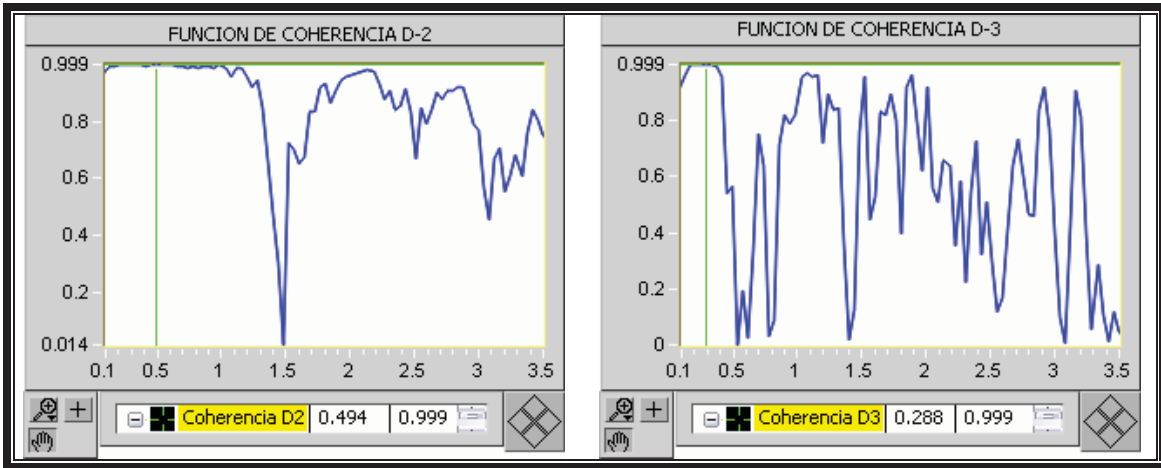 FUNCION DE COHERENCIA D-2
0.999
0.8
0.6
0.4
0.2
0.014
0.1 0.5 1 1.5 2 2.5 3 3.5
Coherencia D2 0.494 0.999
FUNCION DE COHERENCIA D-3
0.999
0.8
0.6
0.4
0.2
0
0.1 0.5 1 1.5 2 2.5 3 3.5
Coherencia D3 0.288 0.999